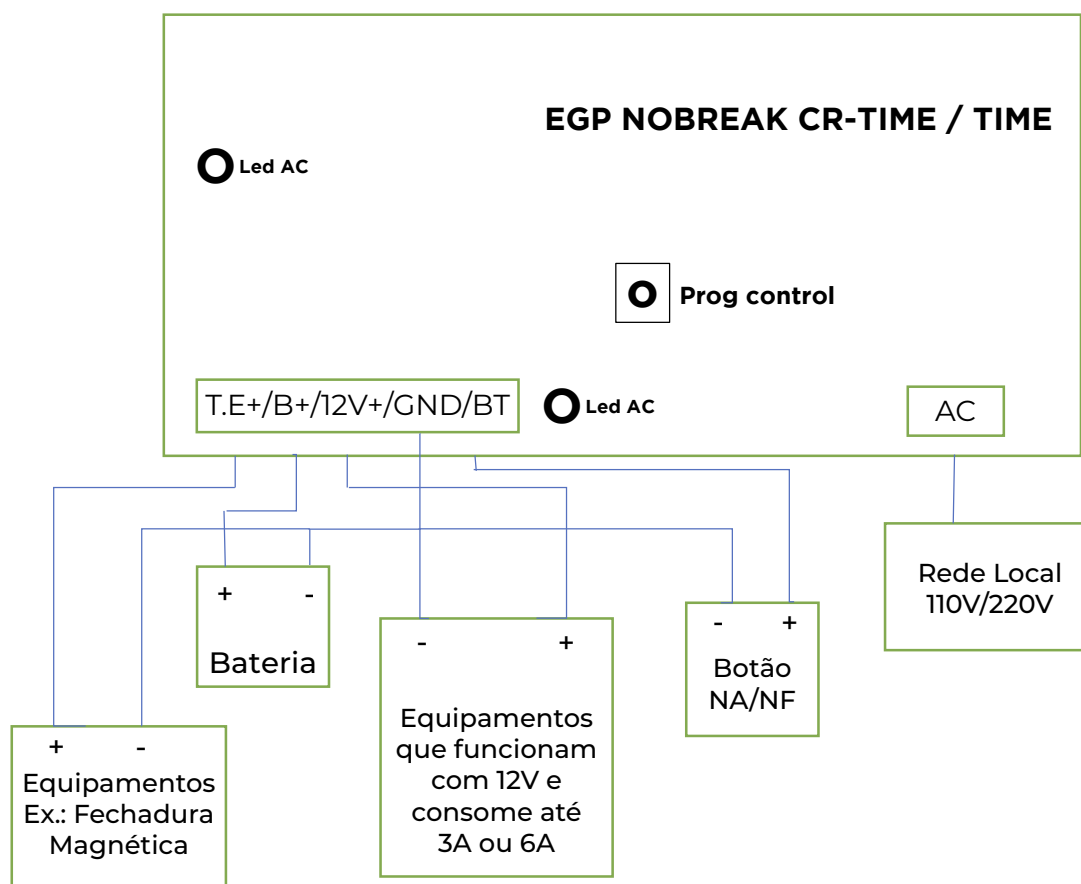 EGP NOBREAK CR-TIME / TIME
Led AC
Prog control
T.E+/B+/12V+/GND/BT
Led AC
AC
+ -
Bateria
- +
Equipamentos
que funcionam
com 12V e
consome até
3A ou 6A
- +
Botão
NA/NF
Rede Local
110V/220V
+ -
Equipamentos
Ex.: Fechadura
Magnética